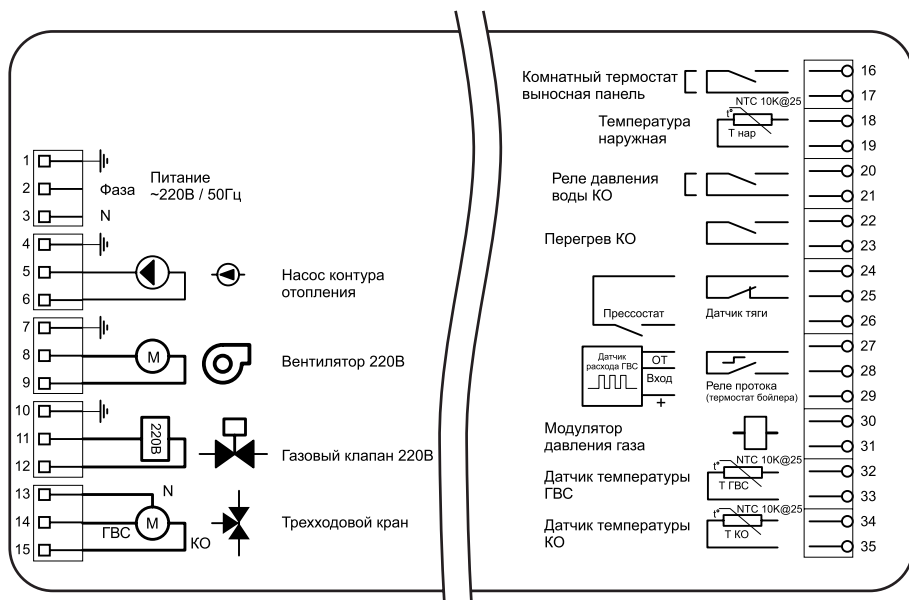 1
2
Фаза
3
N
Питание
~220В / 50Гц
4
5
6
Насос контура
отопления
7
8
9
M
Вентилятор 220В
10
11
12
220В
Газовый клапан 220В
13
14
15
N
M
ГВС
КО
Трехходовой кран
Комнатный термостат
выносная панель
16
17
Температура
наружная
NTC 10K@25
t°
Т нар
18
19
Реле давления
воды КО
20
21
Перегрев КО
22
23
Прессостат
Датчик тяги
24
25
26
Датчик
расхода ГВС
ОТ
Вход
+
Реле протока
(термостат бойлера)
27
28
29
Модулятор
давления газа
30
31
Датчик температуры
ГВС
NTC 10K@25
t°
Т ГВС
32
33
Датчик температуры
КО
NTC 10K@25
t°
Т КО
34
35